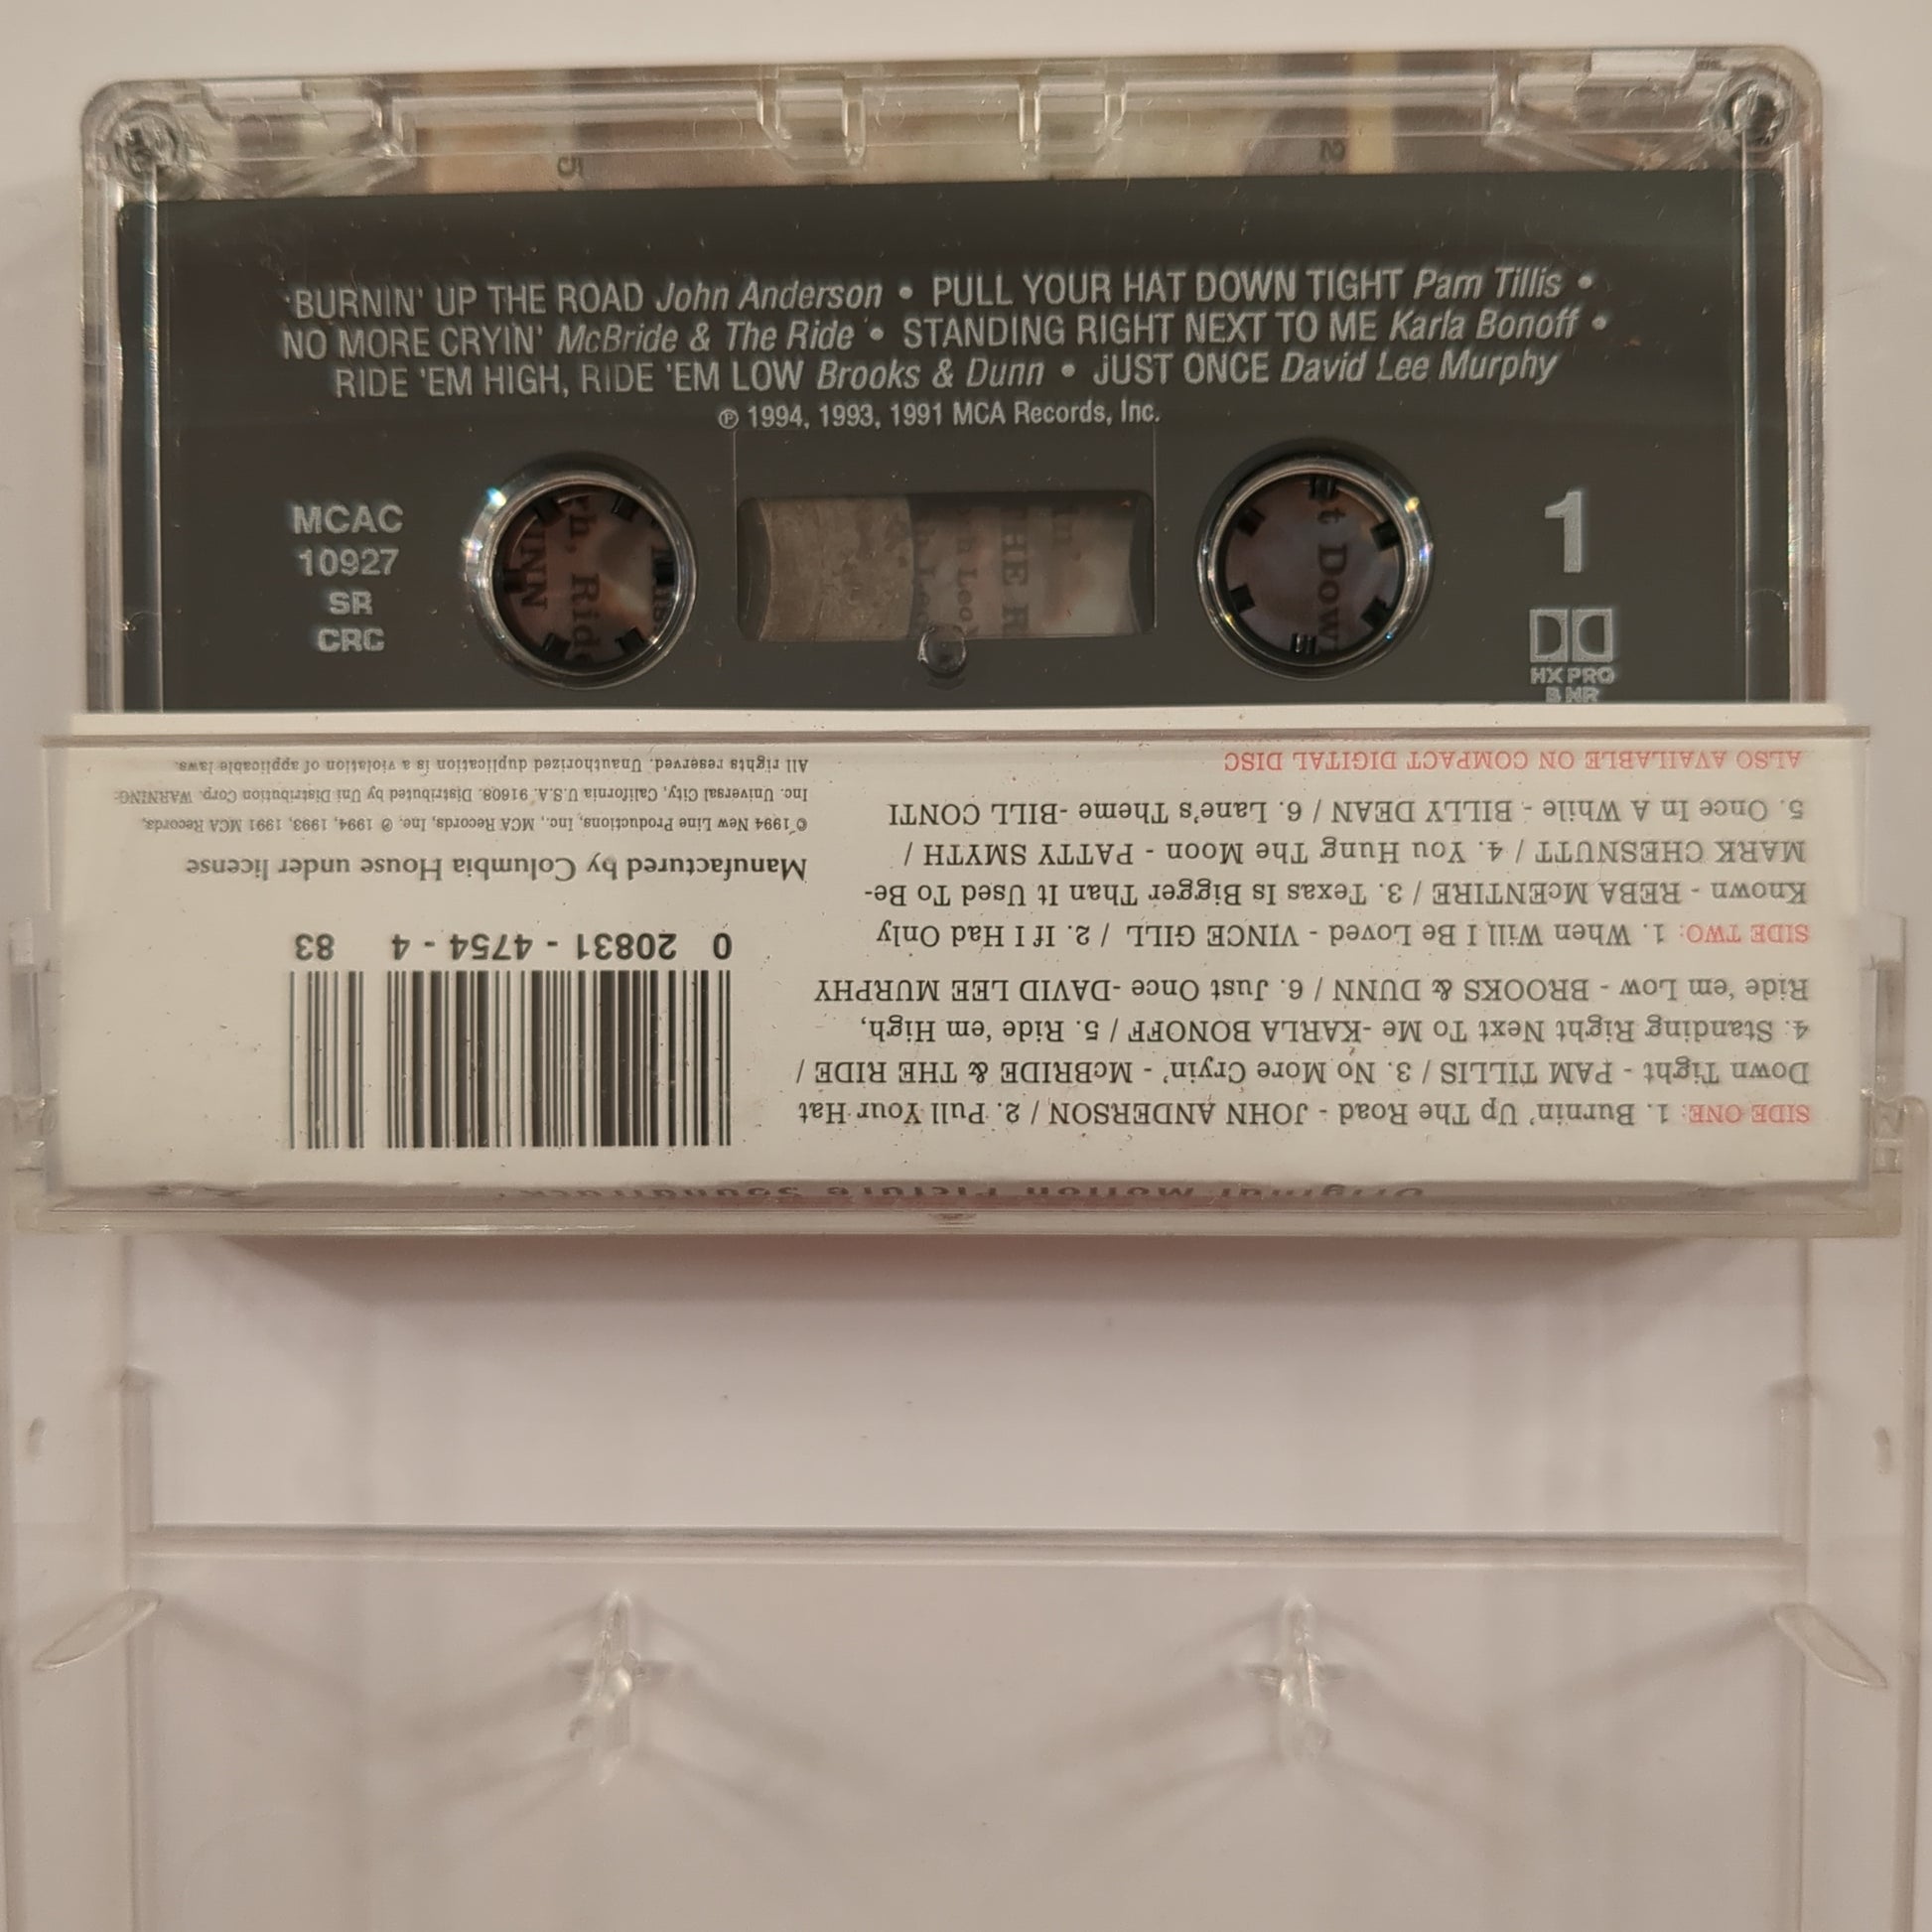 5
2
BURNIN' UP THE ROAD John Anderson • PULL YOUR HAT DOWN TIGHT Pam Tillis •
NO MORE CRYIN' McBride & The Ride • STANDING RIGHT NEXT TO ME Karla Bonoff •
RIDE 'EM HIGH, RIDE 'EM LOW Brooks & Dunn • JUST ONCE David Lee Murphy
℗ 1994, 1993, 1991 MCA Records, Inc.
MCAC
10927
SR
CRC
1
HX PRO
B NR
Original Motion Picture Soundtrack
SIDE ONE: 1. Burnin' Up The Road - JOHN ANDERSON / 2. Pull Your Hat
Down Tight - PAM TILLIS / 3. No More Cryin' - McBRIDE & THE RIDE /
4. Standing Right Next To Me -KARLA BONOFF / 5. Ride 'em High,
Ride 'em Low - BROOKS & DUNN / 6. Just Once -DAVID LEE MURPHY
SIDE TWO: 1. When Will I Be Loved - VINCE GILL / 2. If I Had Only
Known - REBA McENTIRE / 3. Texas Is Bigger Than It Used To Be-
MARK CHESNUTT / 4. You Hung The Moon - PATTY SMYTH /
5. Once In A While - BILLY DEAN / 6. Lane's Theme -BILL CONTI
ALSO AVAILABLE ON COMPACT DIGITAL DISC
0 20831 - 4754 - 4 83
Manufactured by Columbia House under license
© 1994 New Line Productions, Inc., MCA Records, Inc, ℗ 1994, 1993, 1991 MCA Records,
Inc. Universal City, California U.S.A. 91608. Distributed by Uni Distribution Corp. WARNING:
All rights reserved. Unauthorized duplication is a violation of applicable laws.